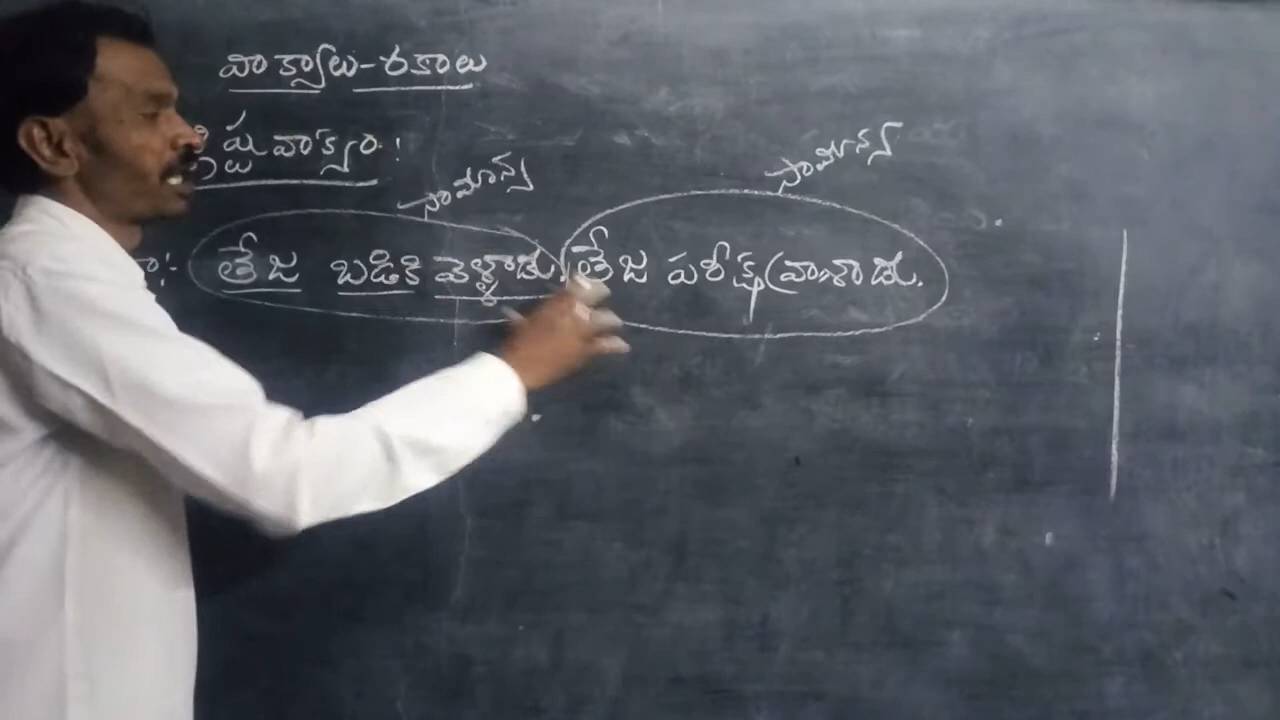 వాక్యాలు-రకాలు
వాక్యం:
సామాన్య
సామాన్య
తేజ బడికి వెళ్ళాడు. తేజ పరీక్ష వ్రాశాడు.